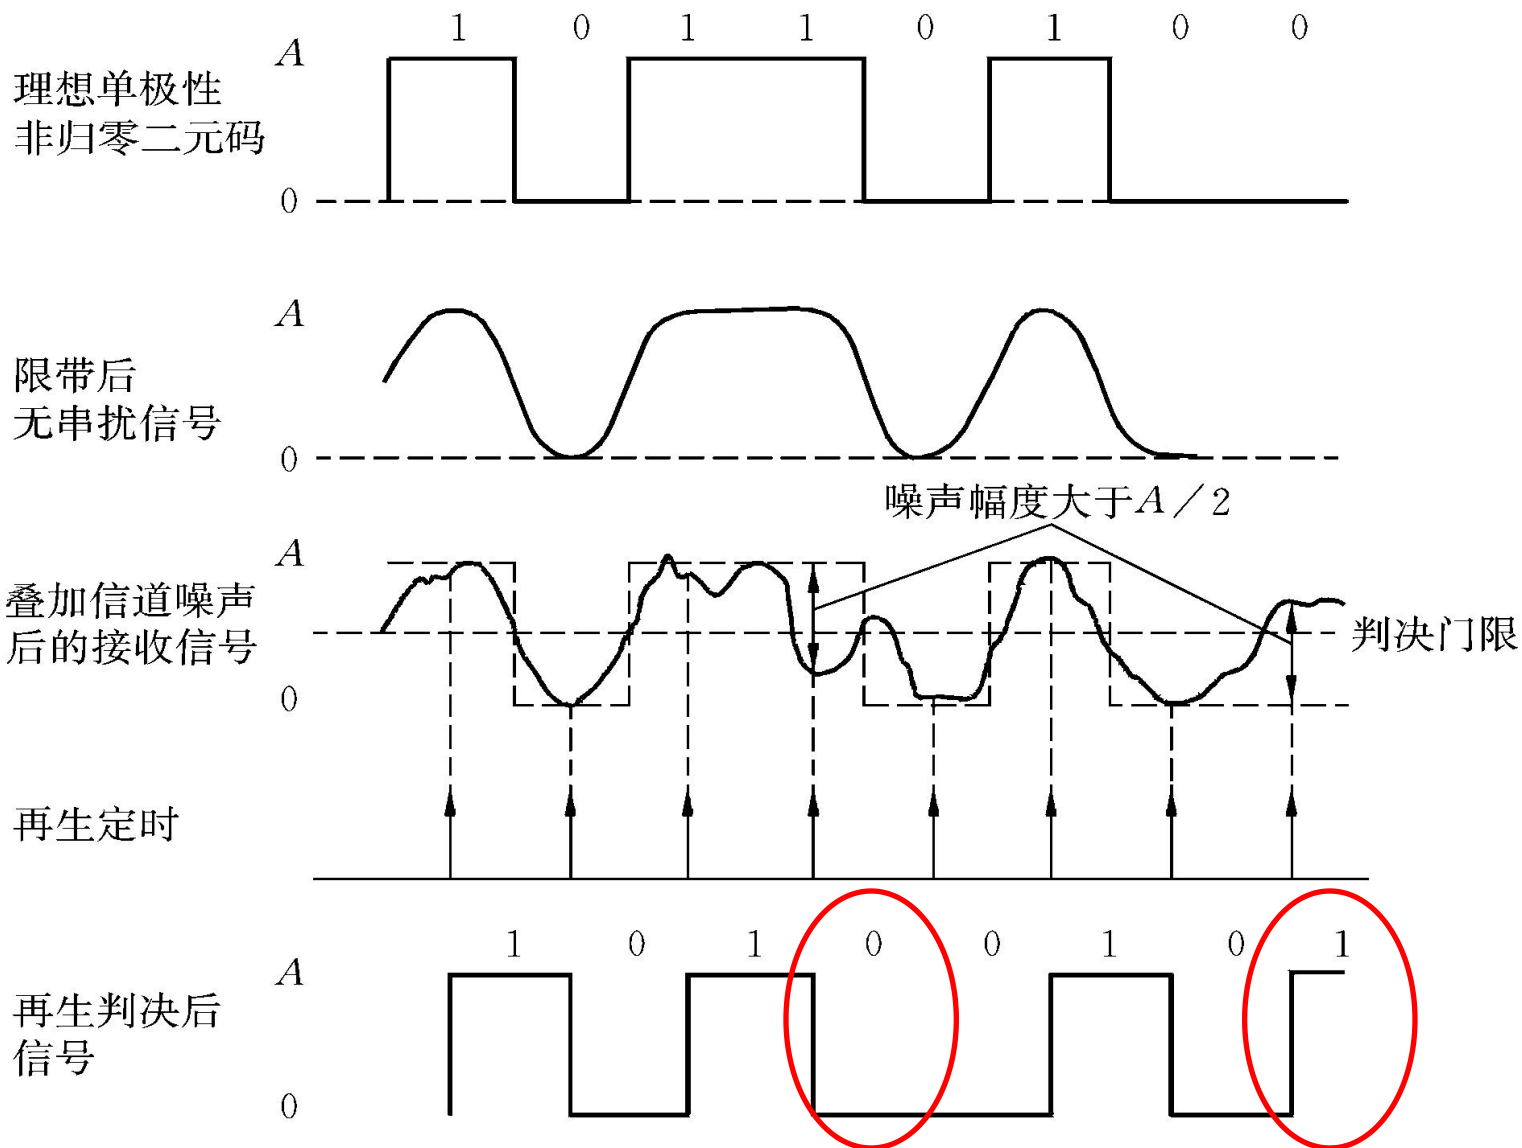 1 0 1 1 0 1 0 0
A
理想单极性
非归零二元码
0
A
限带后
无串扰信号
0
噪声幅度大于A/2
A
叠加信道噪声
后的接收信号
判决门限
0
再生定时
1 0 1 0 0 1 0 1
A
再生判决后
信号
0